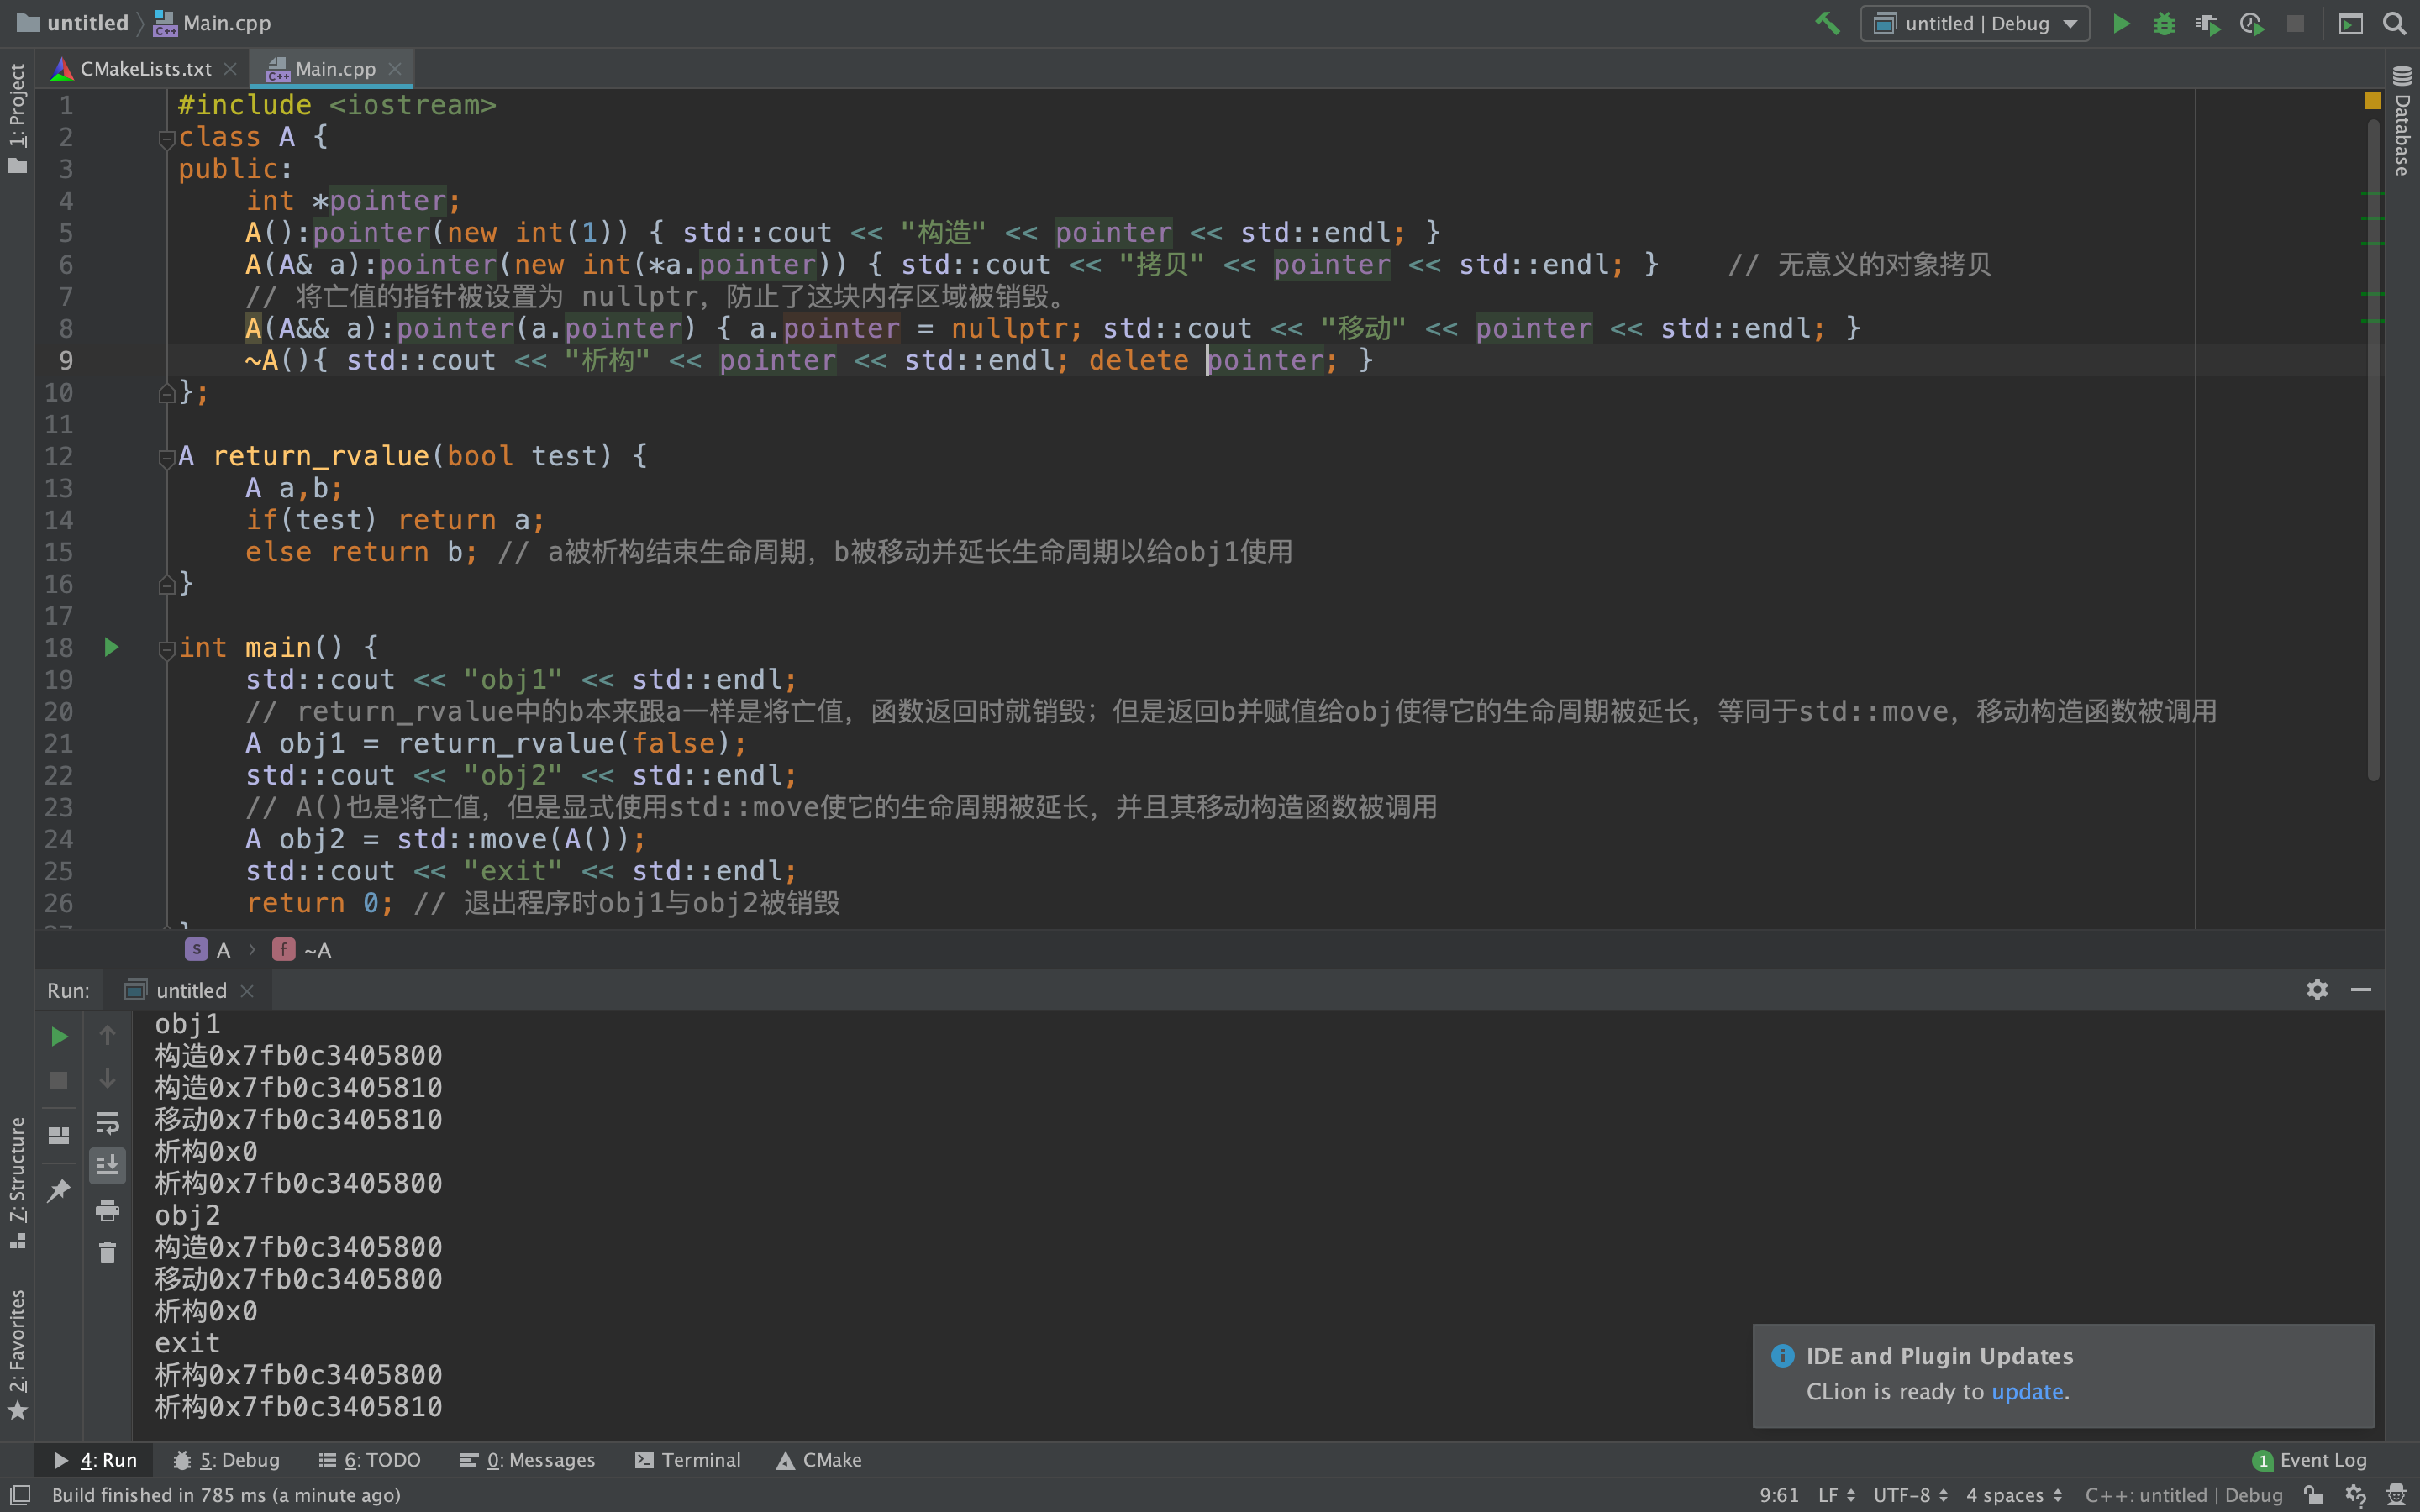 untitled Main.cpp untitled | Debug
CMakeLists.txt Main.cpp
1: Project
Database
1 #include <iostream>
2 class A {
3 public:
4 int *pointer;
5 A():pointer(new int(1)) { std::cout << "构造" << pointer << std::endl; }
6 A(A& a):pointer(new int(*a.pointer)) { std::cout << "拷贝" << pointer << std::endl; } // 无意义的对象拷贝
7 // 将亡值的指针被设置为 nullptr，防止了这块内存区域被销毁。
8 A(A&& a):pointer(a.pointer) { a.pointer = nullptr; std::cout << "移动" << pointer << std::endl; }
9 ~A(){ std::cout << "析构" << pointer << std::endl; delete pointer; }
10 };
11
12 A return_rvalue(bool test) {
13 A a,b;
14 if(test) return a;
15 else return b; // a被析构结束生命周期，b被移动并延长生命周期以给obj1使用
16 }
17
18 int main() {
19 std::cout << "obj1" << std::endl;
20 // return_rvalue中的b本来跟a一样是将亡值，函数返回时就销毁；但是返回b并赋值给obj使得它的生命周期被延长，等同于std::move，移动构造函数被调用
21 A obj1 = return_rvalue(false);
22 std::cout << "obj2" << std::endl;
23 // A()也是将亡值，但是显式使用std::move使它的生命周期被延长，并且其移动构造函数被调用
24 A obj2 = std::move(A());
25 std::cout << "exit" << std::endl;
26 return 0; // 退出程序时obj1与obj2被销毁
27 }
S A › f ~A
Run: untitled
obj1
构造0x7fb0c3405800
构造0x7fb0c3405810
移动0x7fb0c3405810
析构0x0
析构0x7fb0c3405800
obj2
构造0x7fb0c3405800
移动0x7fb0c3405800
析构0x0
exit
析构0x7fb0c3405800
析构0x7fb0c3405810
Z: Structure
2: Favorites
IDE and Plugin Updates
CLion is ready to update.
4: Run 5: Debug 6: TODO 0: Messages Terminal CMake 1 Event Log
Build finished in 785 ms (a minute ago) 9:61 LF UTF-8 4 spaces C++: untitled | Debug